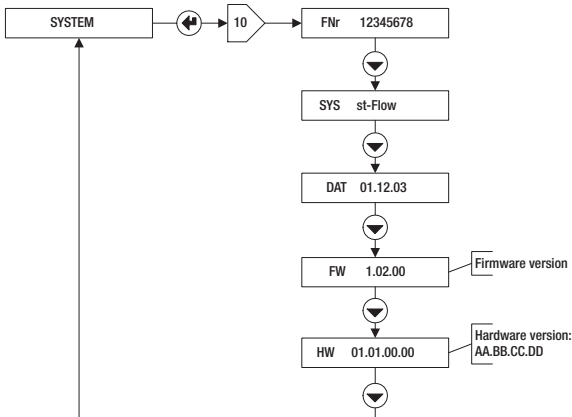 SYSTEM
10
FNr 12345678
SYS st-Flow
DAT 01.12.03
FW 1.02.00
Firmware version
HW 01.01.00.00
Hardware version:
AA.BB.CC.DD